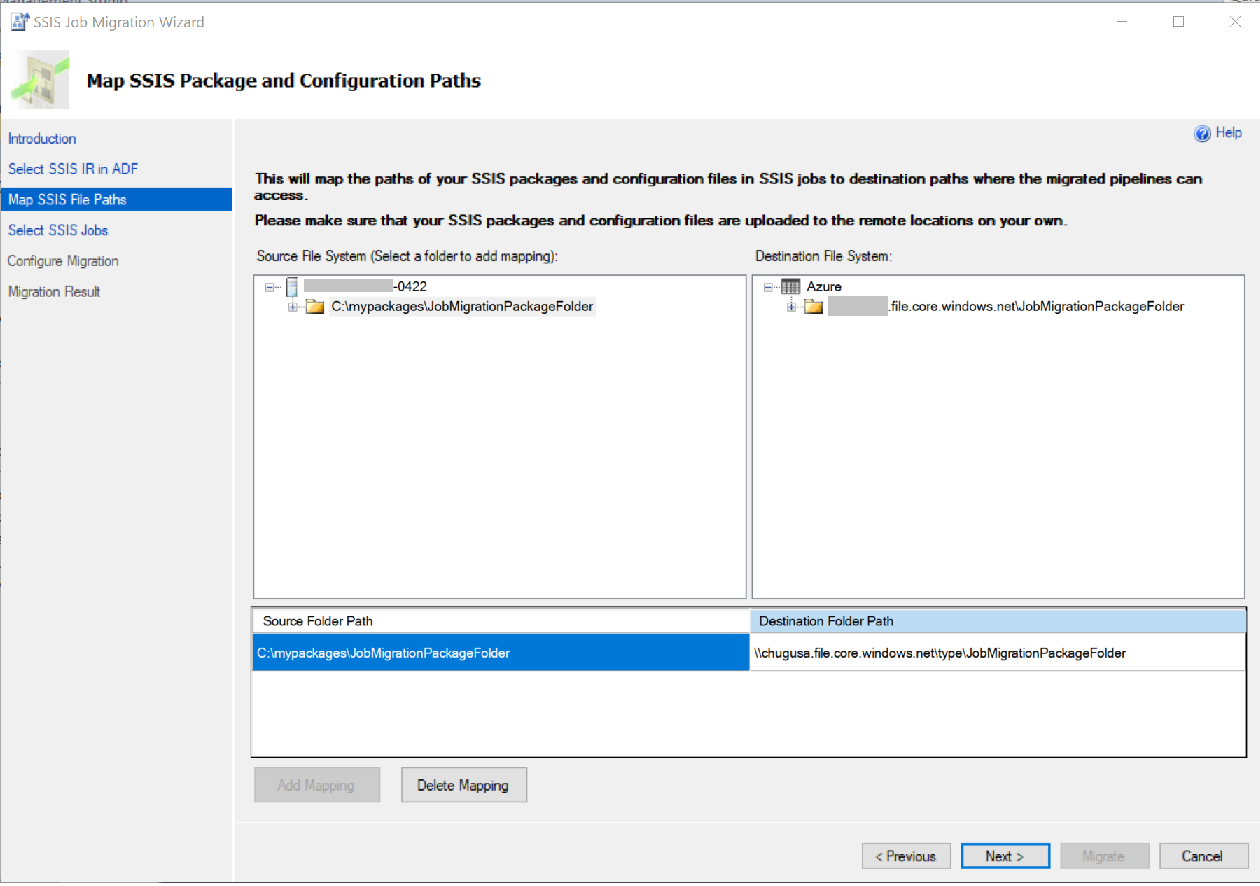 SSIS Job Migration Wizard
Map SSIS Package and Configuration Paths
Introduction
Select SSIS IR in ADF
Map SSIS File Paths
Select SSIS Jobs
Configure Migration
Migration Result
Help
This will map the paths of your SSIS packages and configuration files in SSIS jobs to destination paths where the migrated pipelines can
access.
Please make sure that your SSIS packages and configuration files are uploaded to the remote locations on your own.
Source File System (Select a folder to add mapping):
Destination File System:
-0422
C:\mypackages\JobMigrationPackageFolder
Azure
.file.core.windows.net\JobMigrationPackageFolder
Source Folder Path
Destination Folder Path
C:\mypackages\JobMigrationPackageFolder
\\chugusa.file.core.windows.net\type\JobMigrationPackageFolder
Add Mapping
Delete Mapping
< Previous
Next >
Migrate
Cancel